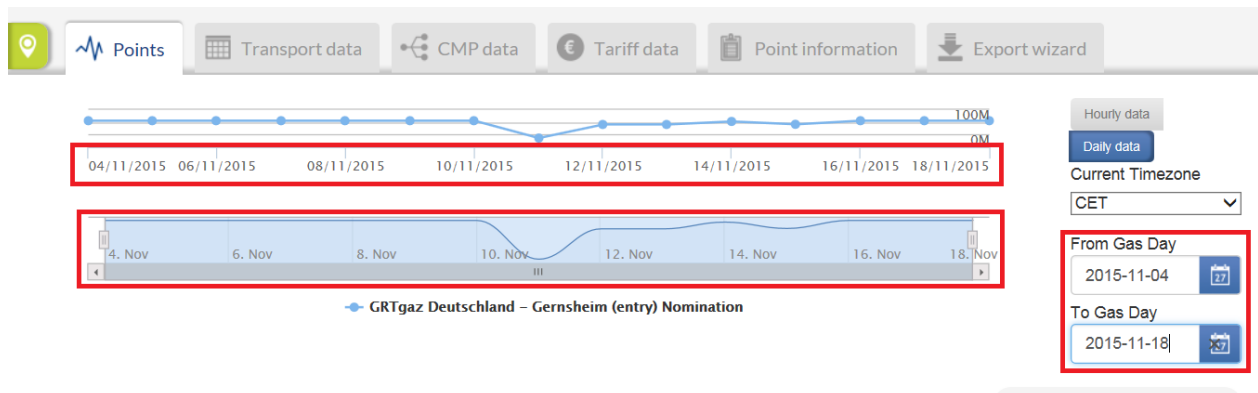 Points Transport data CMP data € Tariff data Point information Export wizard
100M
0M
04/11/2015 06/11/2015 08/11/2015 10/11/2015 12/11/2015 14/11/2015 16/11/2015 18/11/2015
4. Nov 6. Nov 8. Nov 10. Nov 12. Nov 14. Nov 16. Nov 18. Nov
GRTgaz Deutschland – Gernsheim (entry) Nomination
Hourly data
Daily data
Current Timezone
CET
From Gas Day
2015-11-04 27
To Gas Day
2015-11-18 27